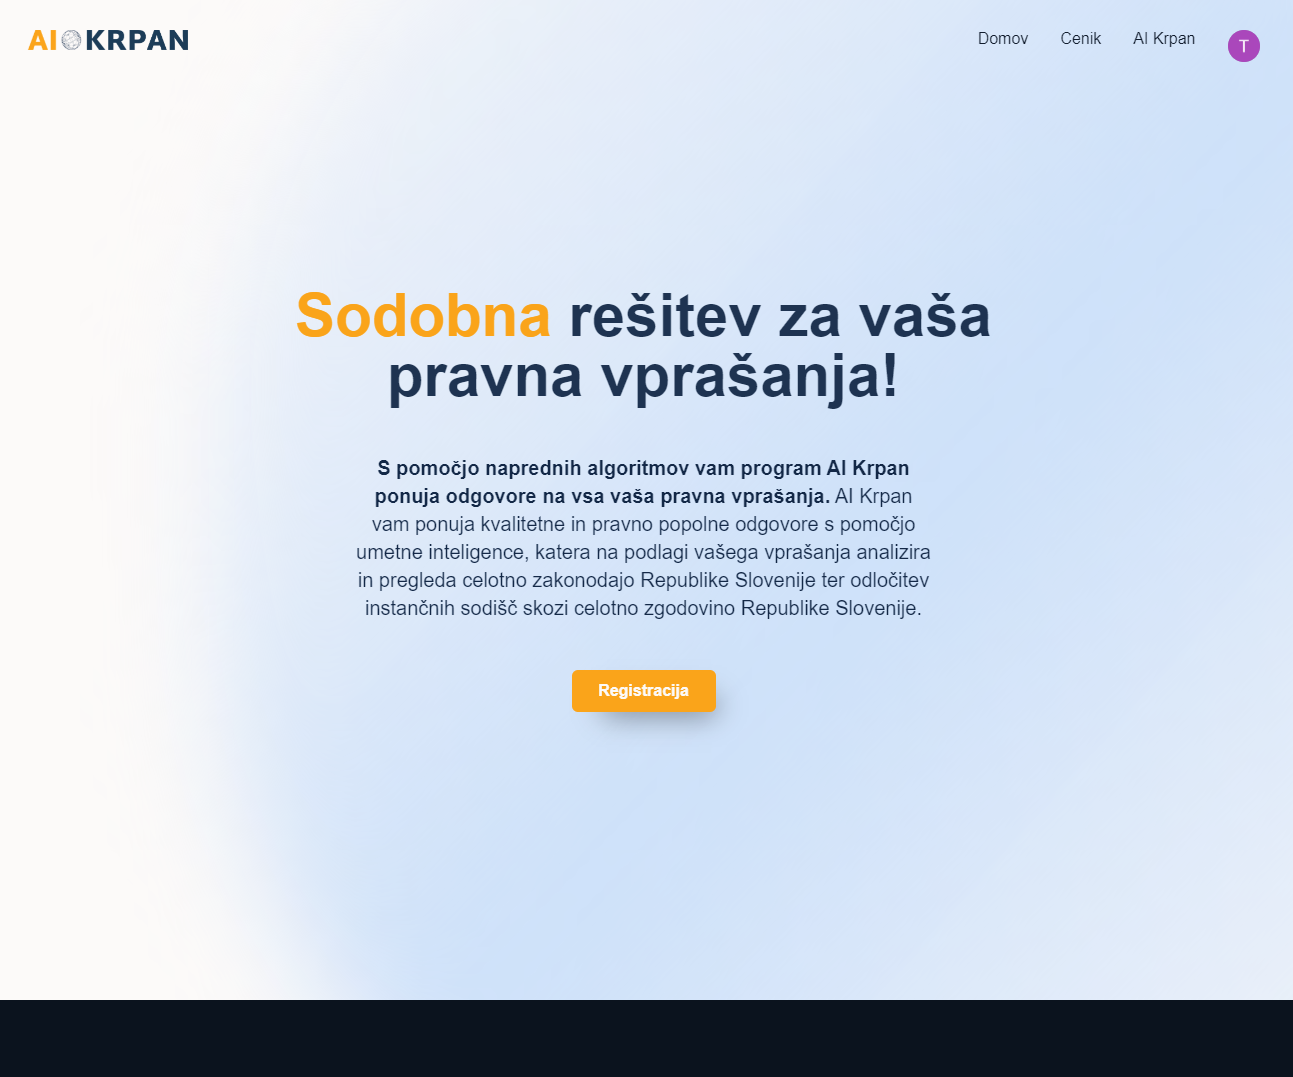 AI KRPAN
Domov
Cenik
AI Krpan
T
Sodobna rešitev za vaša
pravna vprašanja!
S pomočjo naprednih algoritmov vam program AI Krpan
ponuja odgovore na vsa vaša pravna vprašanja. AI Krpan
vam ponuja kvalitetne in pravno popolne odgovore s pomočjo
umetne inteligence, katera na podlagi vašega vprašanja analizira
in pregleda celotno zakonodajo Republike Slovenije ter odločitev
instančnih sodišč skozi celotno zgodovino Republike Slovenije.
Registracija